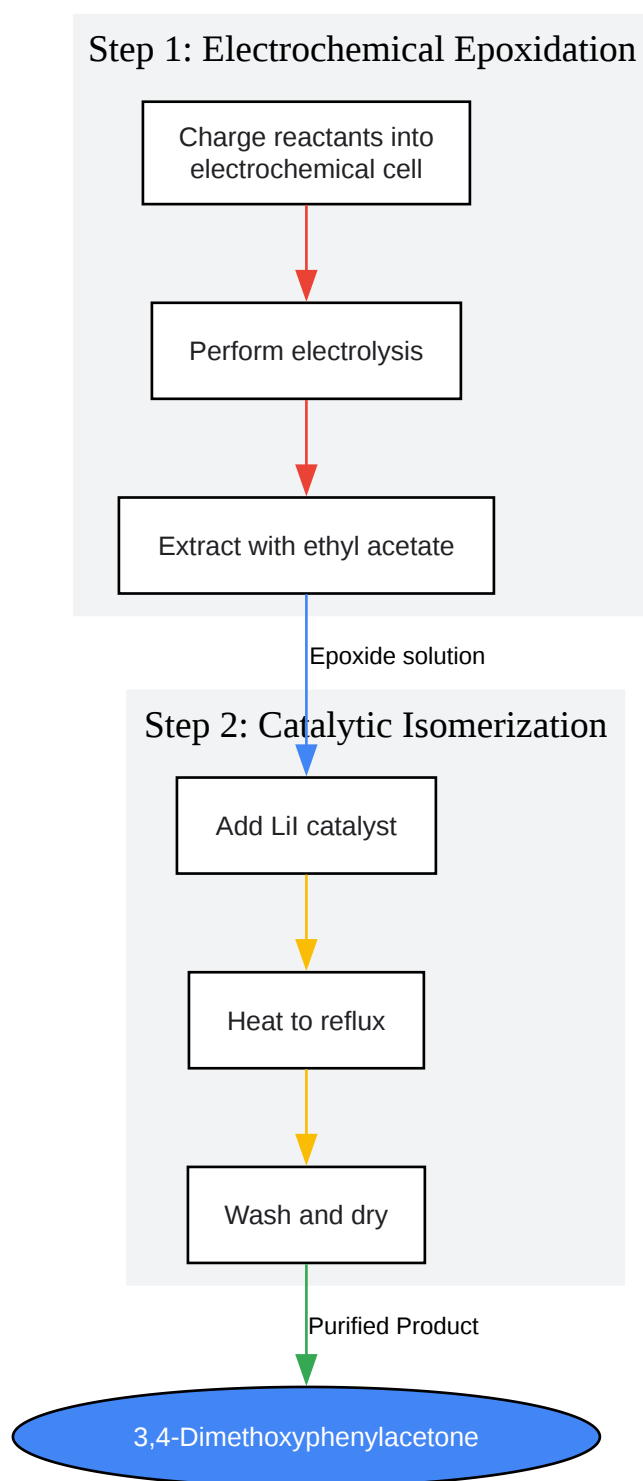 Step 1: Electrochemical Epoxidation
Charge reactants into
electrochemical cell
Perform electrolysis
Extract with ethyl acetate
Epoxide solution
Step 2: Catalytic Isomerization
Add LiI catalyst
Heat to reflux
Wash and dry
Purified Product
3,4-Dimethoxyphenylacetone